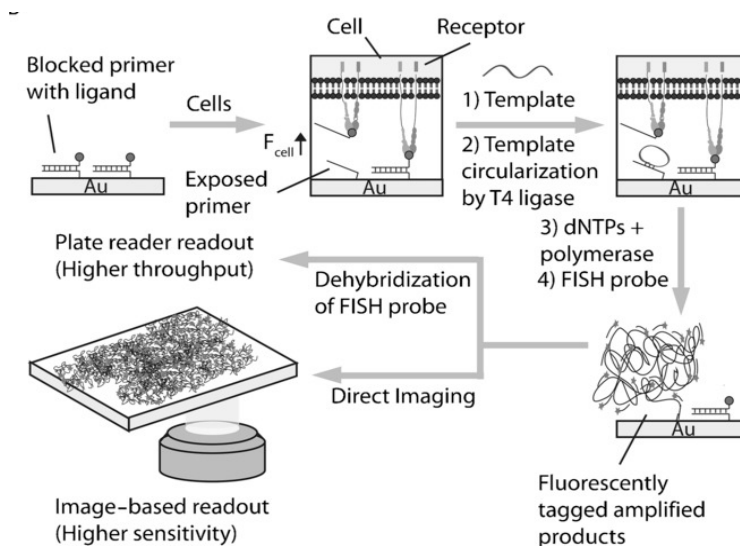 Cell
Receptor
Blocked primer
with ligand
Cells
F_cell
Exposed
primer
Au
Au
1) Template
2) Template
circularization
by T4 ligase
Au
3) dNTPs +
polymerase
4) FISH probe
Plate reader readout
(Higher throughput)
Dehybridization
of FISH probe
Direct Imaging
Au
Fluorescently
tagged amplified
products
Image-based readout
(Higher sensitivity)